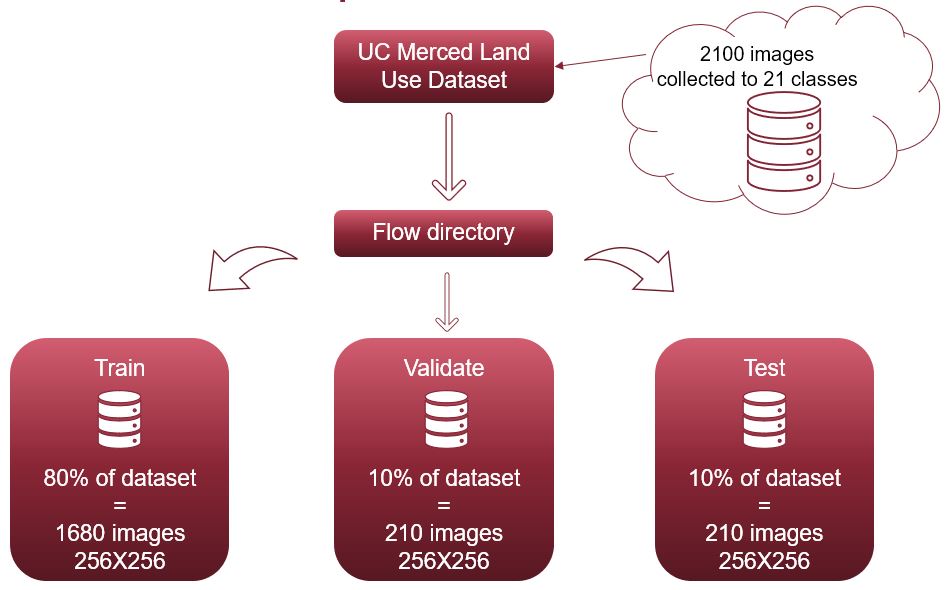 UC Merced Land
Use Dataset
2100 images
collected to 21 classes
Flow directory
Train
80% of dataset
=
1680 images
256X256
Validate
10% of dataset
=
210 images
256X256
Test
10% of dataset
=
210 images
256X256